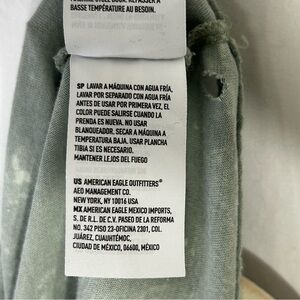 BASSE TEMPÉRATURE AU BESOIN.
SP LAVAR A MÁQUINA CON AGUA FRÍA,
LAVAR POR SEPARADO CON AGUA FRÍA
ANTES DE USAR POR PRIMERA VEZ. EL
COLOR PUEDE SALIRSE CUANDO LA
PRENDA ES NUEVA. NO USAR
BLANQUEADOR. SECAR A MÁQUINA A
TEMPERATURA BAJA. USAR PLANCHA
TIBIA SI ES NECESARIO.
MANTENER LEJOS DEL FUEGO
US AMERICAN EAGLE OUTFITTERS®
AEO MANAGEMENT CO.
NEW YORK, NY 10016 USA
MX AMERICAN EAGLE MEXICO IMPORTS,
S. DE R.L. DE C.V. PASEO DE LA REFORMA
NO. 342 PISO 23-OFICINA 2301, COL.
JUÁREZ, CUAUHTÉMOC,
CIUDAD DE MÉXICO, 06600, MÉXICO